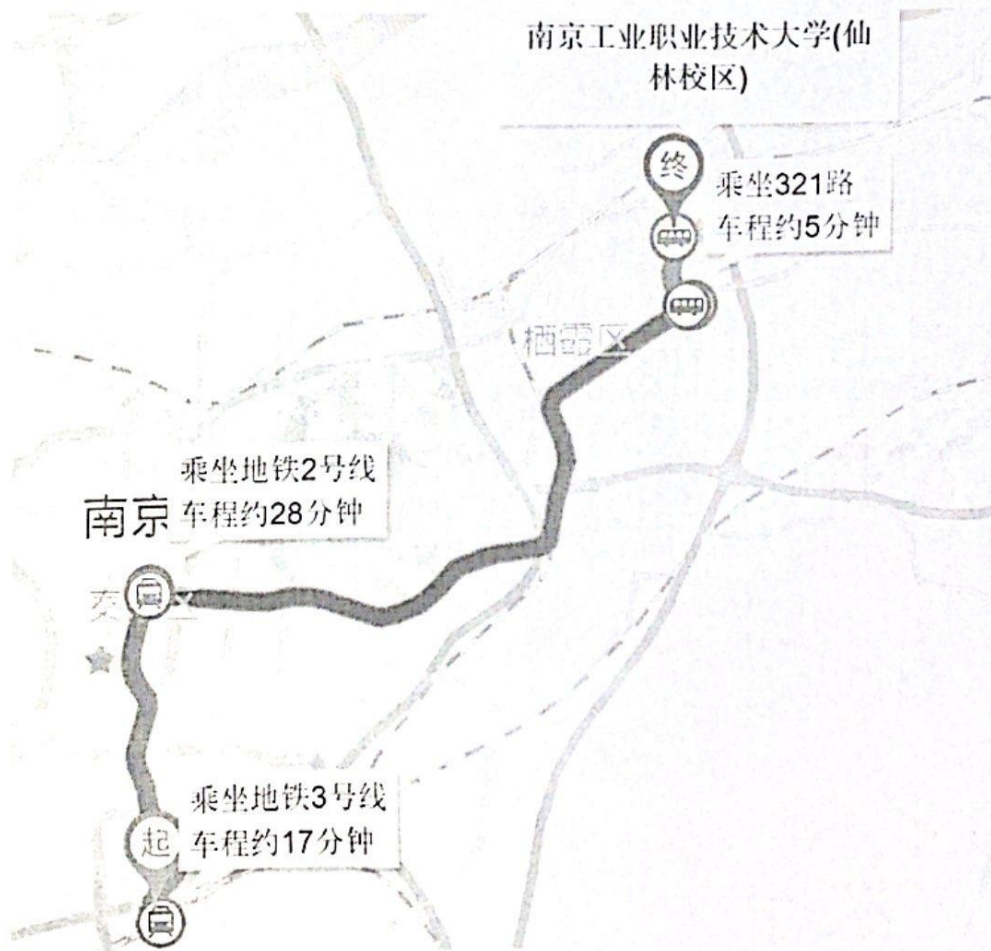 南京工业职业技术大学(仙
林校区)
终
乘坐321路
车程约5分钟
栖霞区
乘坐地铁2号线
南京
车程约28分钟
乘坐地铁3号线
起
车程约17分钟